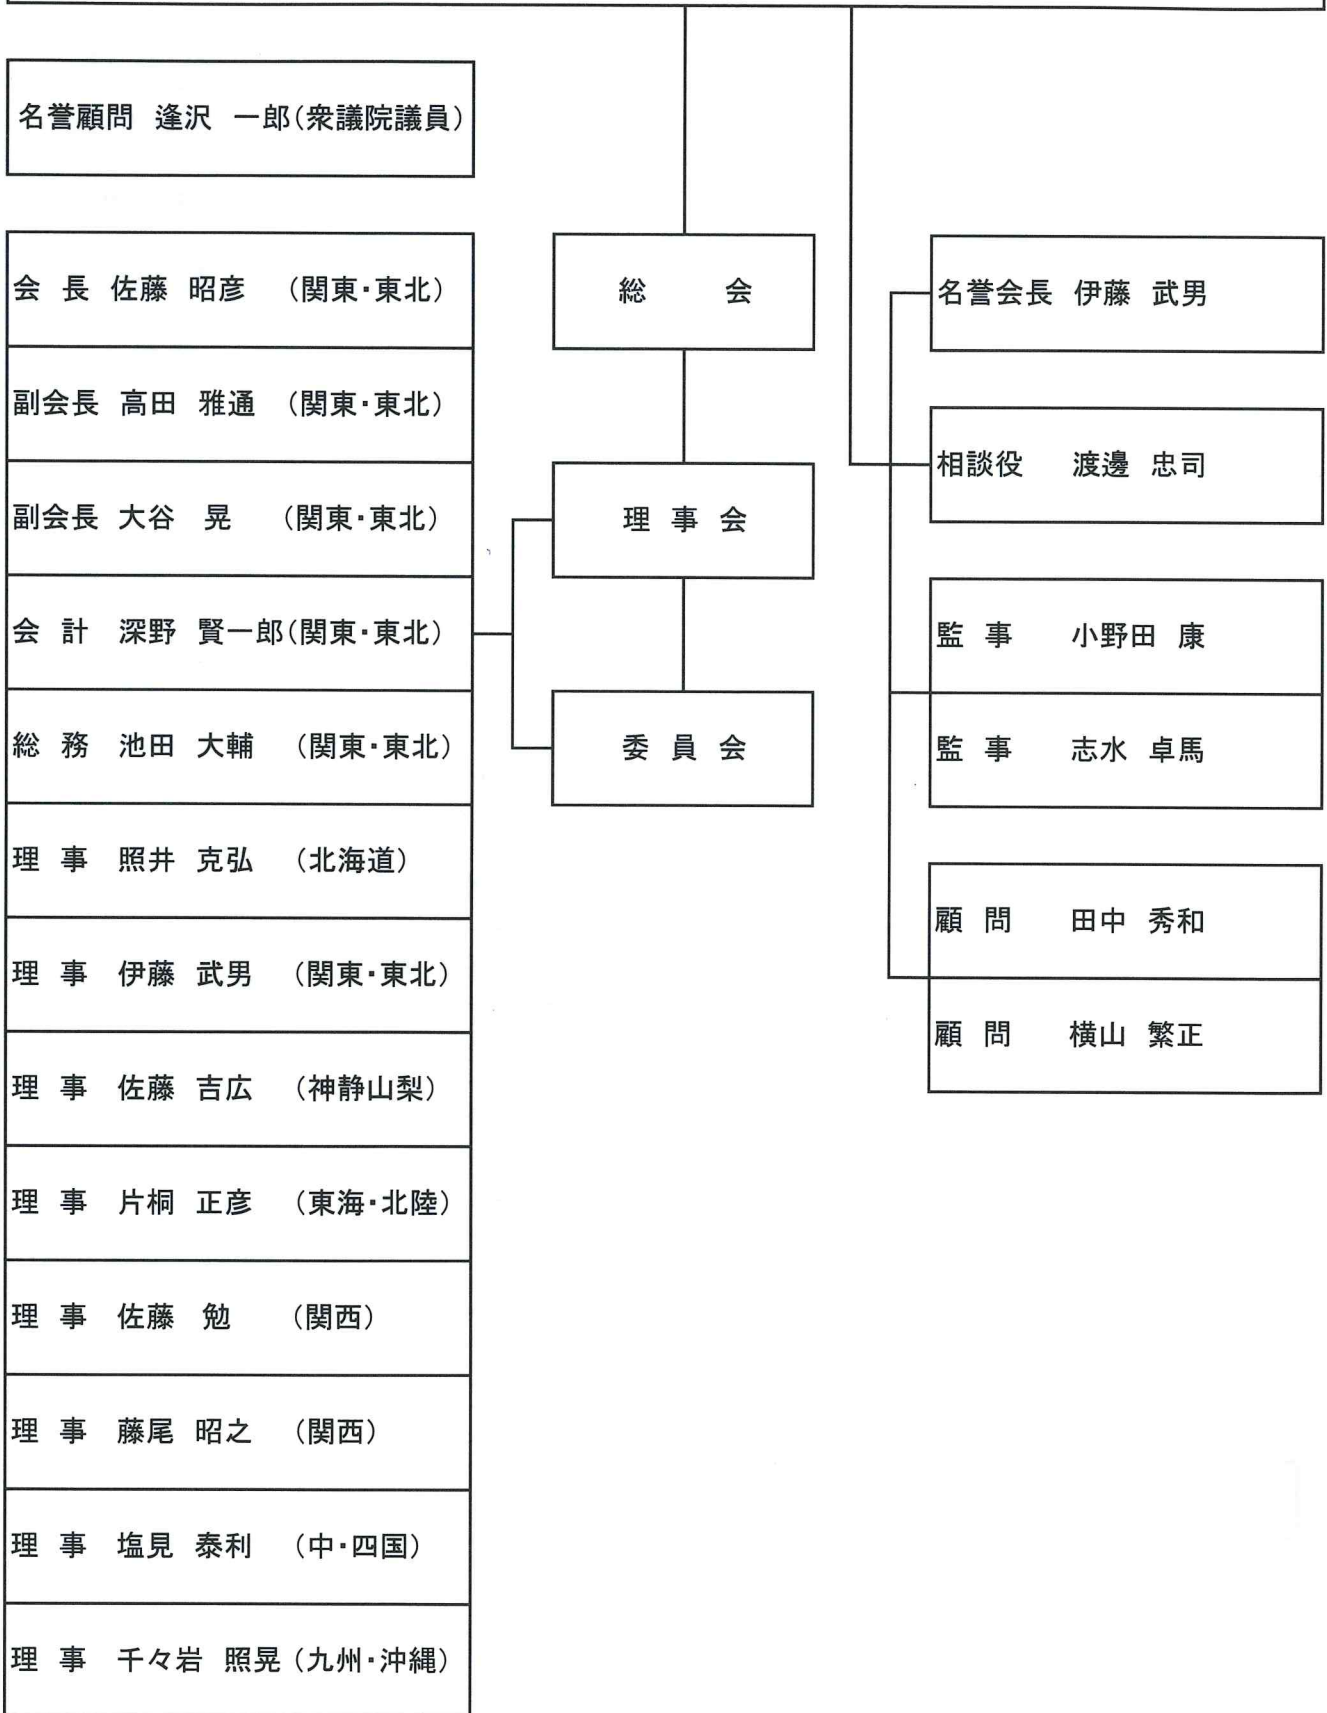 名誉顧問 逢沢 一郎(衆議院議員)
会 長 佐藤 昭彦 (関東・東北)
副会長 高田 雅通 (関東・東北)
副会長 大谷 晃 (関東・東北)
会 計 深野 賢一郎(関東・東北)
総 務 池田 大輔 (関東・東北)
理 事 照井 克弘 (北海道)
理 事 伊藤 武男 (関東・東北)
理 事 佐藤 吉広 (神静山梨)
理 事 片桐 正彦 (東海・北陸)
理 事 佐藤 勉 (関西)
理 事 藤尾 昭之 (関西)
理 事 塩見 泰利 (中・四国)
理 事 千々岩 照晃 (九州・沖縄)
総 会
理 事 会
委 員 会
名誉会長 伊藤 武男
相談役 渡邊 忠司
監 事 小野田 康
監 事 志水 卓馬
顧 問 田中 秀和
顧 問 横山 繁正